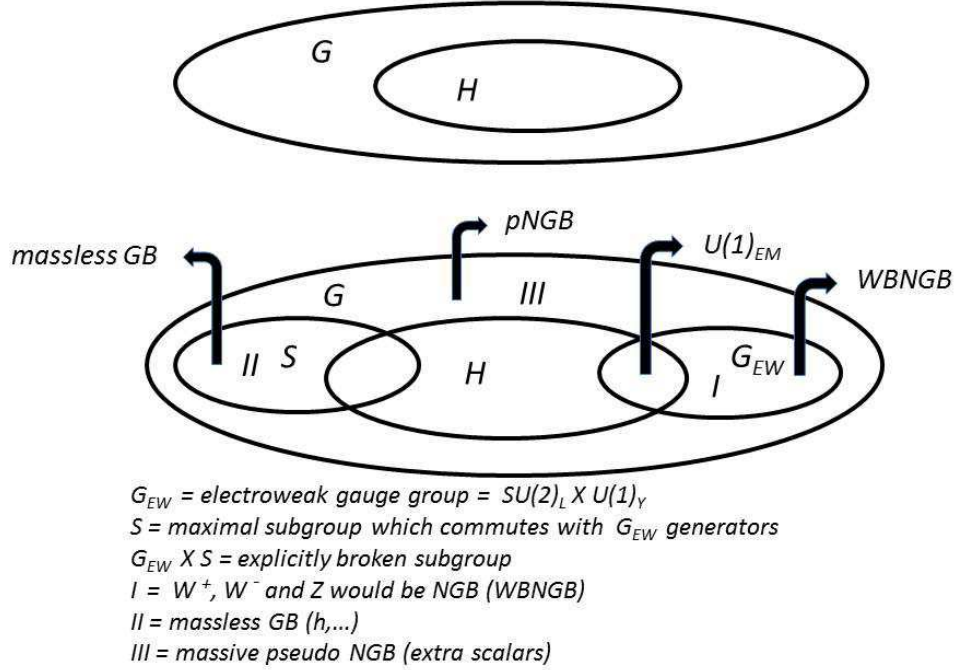 G
H
pNGB
massless GB
U(1)EM
WBNGB
G
III
II
S
H
GEW
I
GEW = electroweak gauge group = SU(2)L X U(1)Y
S = maximal subgroup which commutes with GEW generators
GEW X S = explicitly broken subgroup
I = W +, W - and Z would be NGB (WBNGB)
II = massless GB (h,...)
III = massive pseudo NGB (extra scalars)